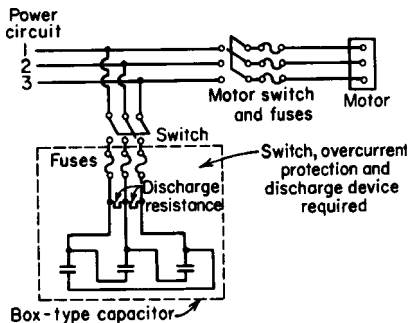 Power
circuit
1
2
3
Motor switch
and fuses
Motor
Switch
Fuses
Switch, overcurrent
protection and
discharge device
required
Discharge
resistance
Box-type capacitor